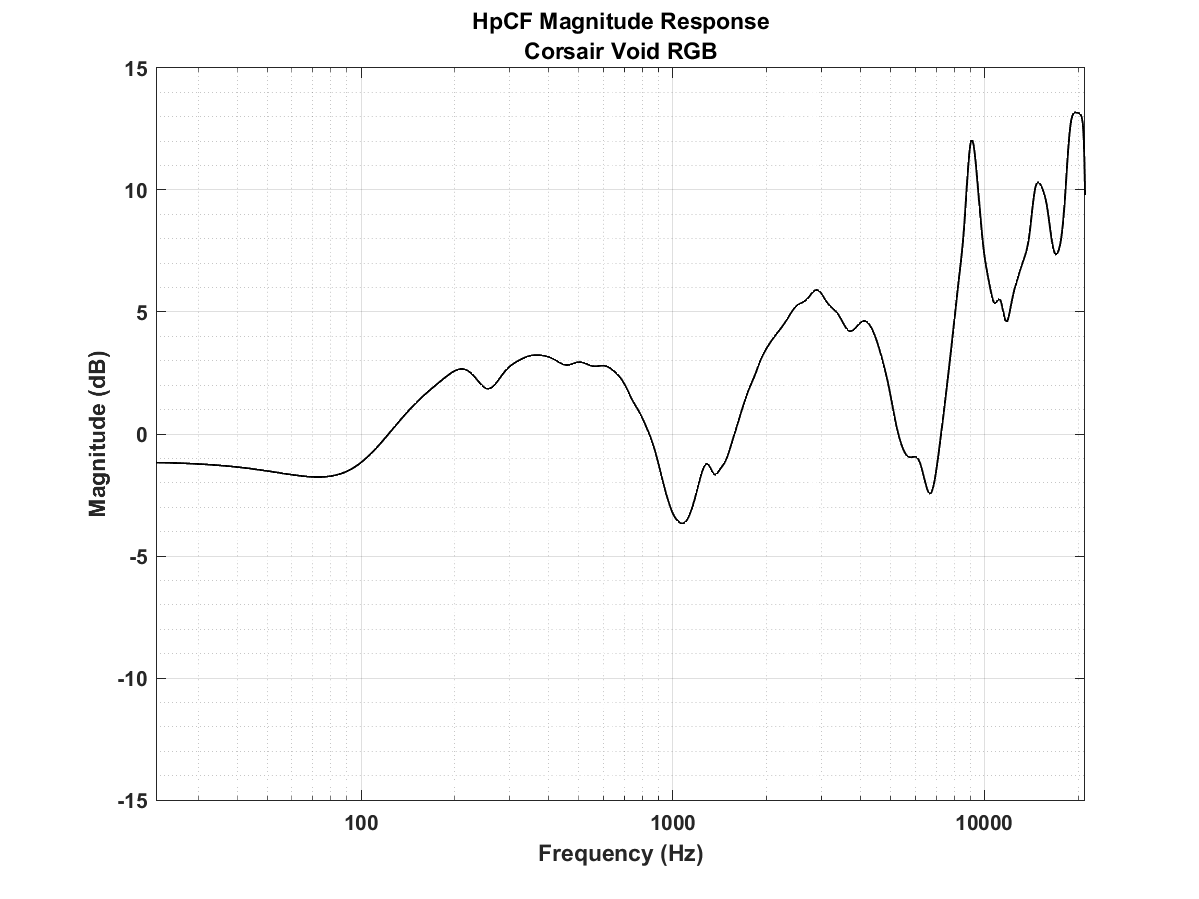 HpCF Magnitude Response
Corsair Void RGB
15
10
5
0
-5
-10
-15
Magnitude (dB)
100 1000 10000
Frequency (Hz)